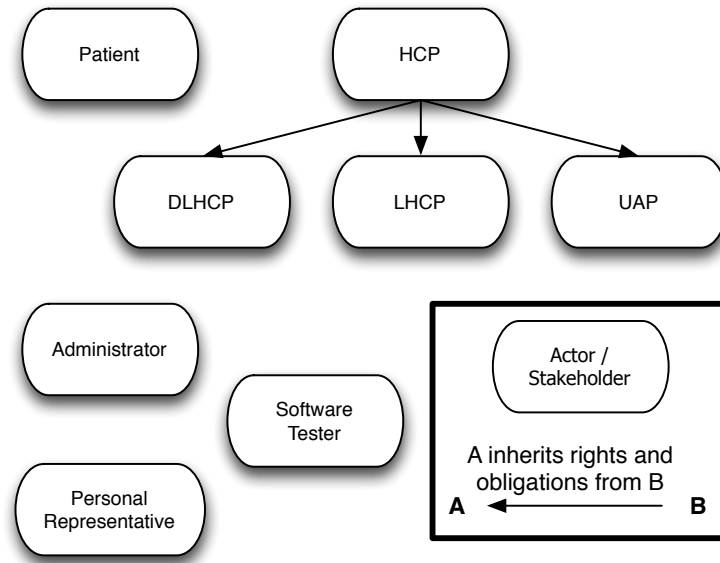 Patient
HCP
DLHCP
LHCP
UAP
Administrator
Software
Tester
Personal
Representative
Actor /
Stakeholder
A inherits rights and
obligations from B
A B